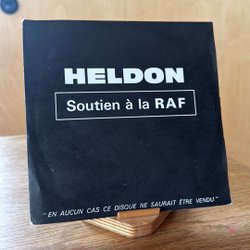 HELDON
Soutien à la RAF
" EN AUCUN CAS CE DISQUE NE SAURAIT ÊTRE VENDU "